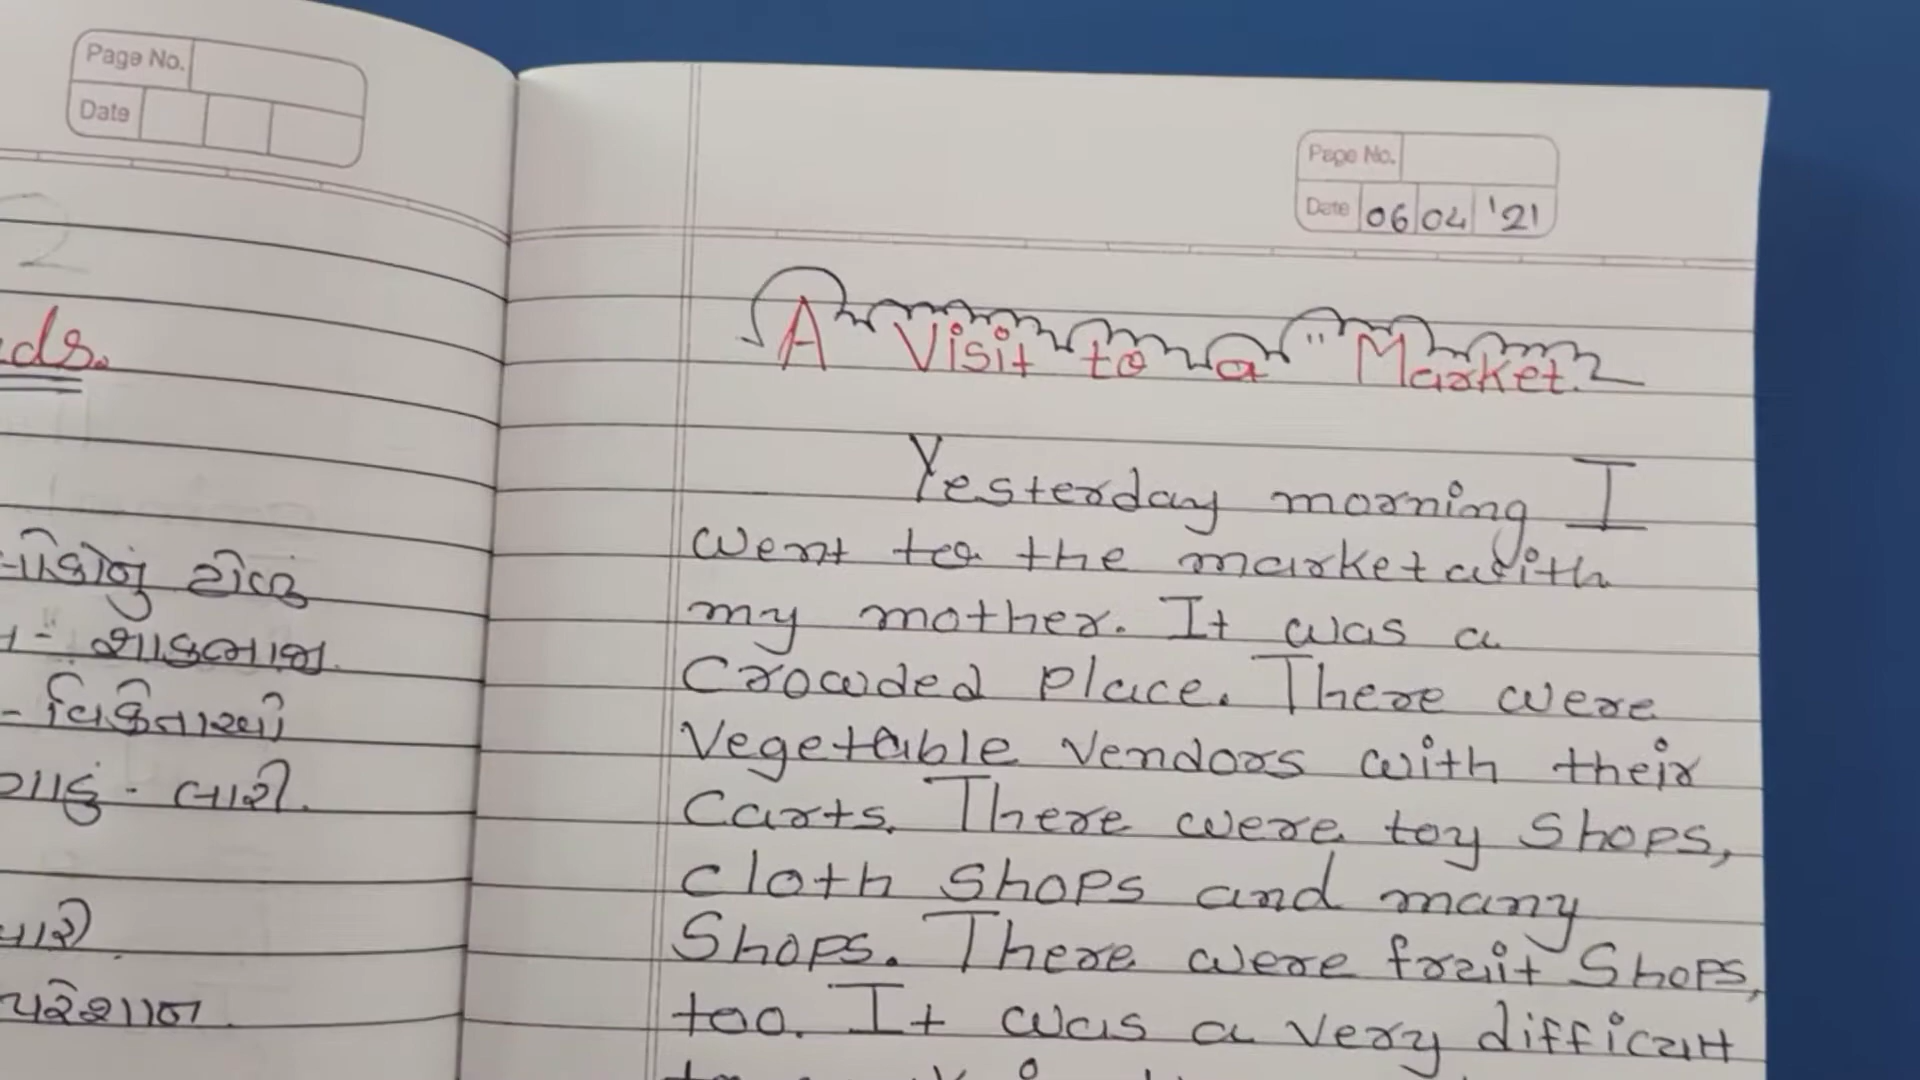 Page No.
Date
ds.
ટોળું
શાકભાજી.
- વિક્રેતાઓ
ગાડું - લારી.
પરેશાન.
Page No.
Date 06 04 '21
A Visit to a "Market.
Yesterday morning I
went to the market with
my mother. It was a
Crowded place. There were
Vegetable Vendors with their
Carts. There were toy Shops,
cloth shops and many
Shops. There were fruit Shops,
too. It was a very difficult